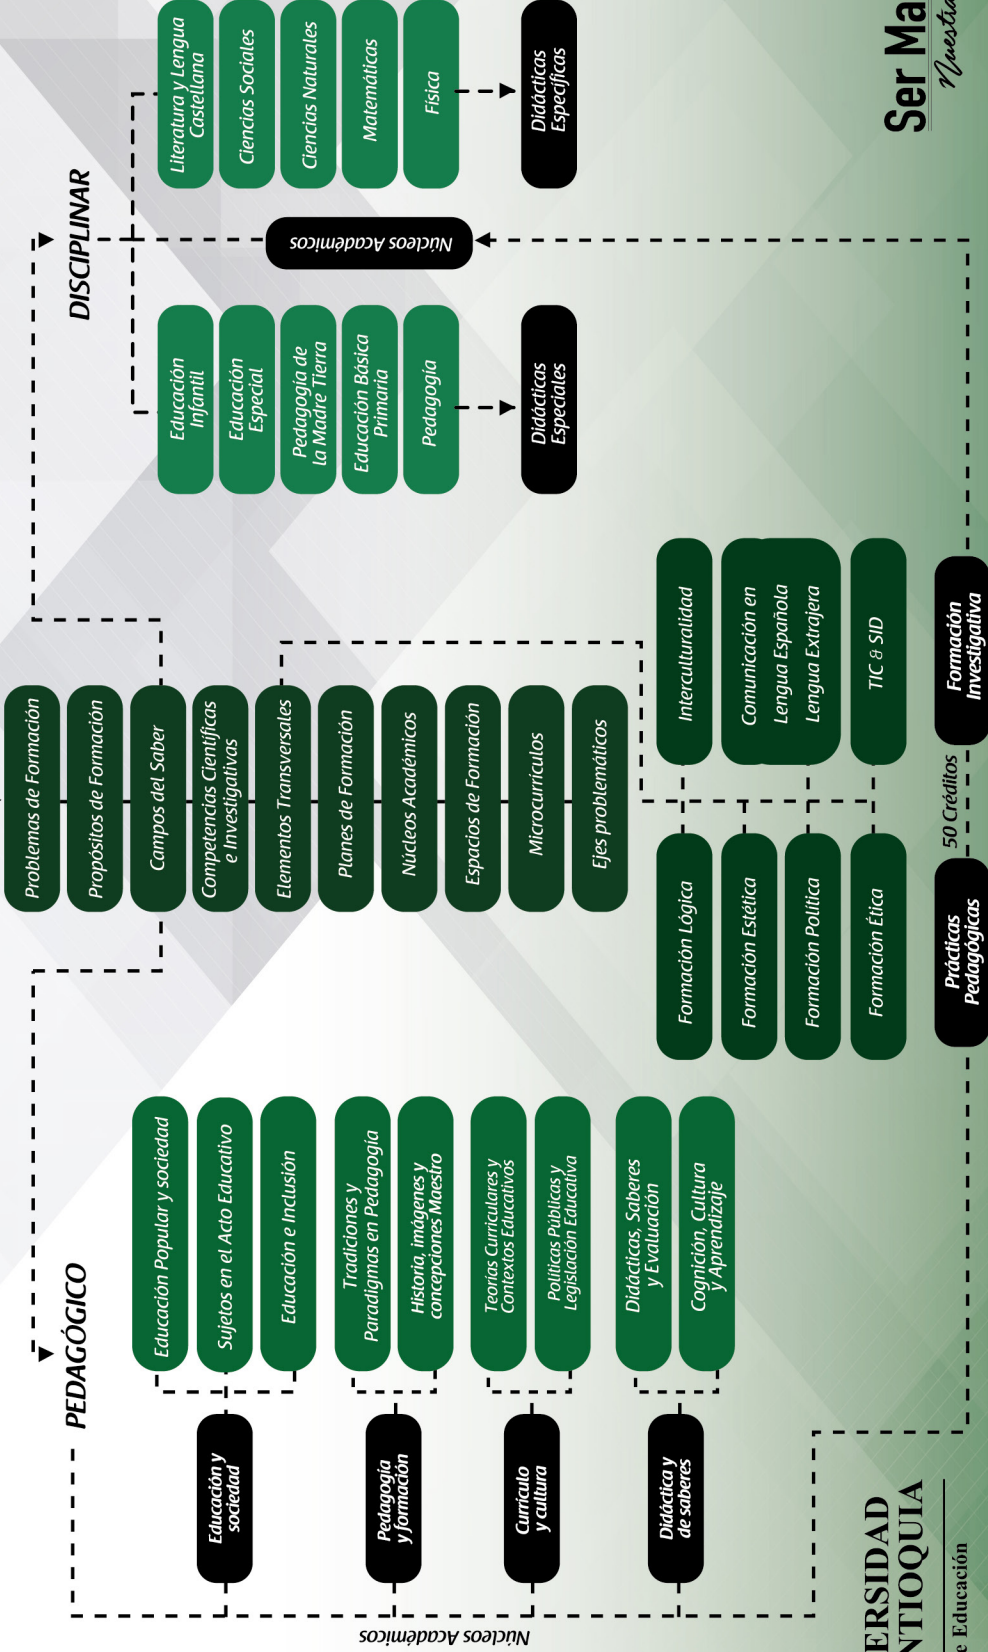 Problemas de Formación
Propósitos de Formación
Campos del Saber
Competencias Científicas
e Investigativas
Elementos Transversales
Planes de Formación
Núcleos Académicos
Espacios de Formación
Microcurrículos
Ejes problemáticos
PEDAGÓGICO
Núcleos Académicos
Educación y
sociedad
Educación Popular y sociedad
Sujetos en el Acto Educativo
Educación e Inclusión
Pedagogía
y formación
Tradiciones y
Paradigmas en Pedagogía
Historia, imágenes y
concepciones Maestro
Currículo
y cultura
Teorías Curriculares y
Contextos Educativos
Políticas Públicas y
Legislación Educativa
Didáctica y
de saberes
Didácticas, Saberes
y Evaluación
Cognición, Cultura
y Aprendizaje
Formación Lógica
Formación Estética
Formación Política
Formación Ética
Interculturalidad
Comunicación en
Lengua Española
Lengua Extrajera
TIC & SID
DISCIPLINAR
Núcleos Académicos
Educación
Infantil
Educación
Especial
Pedagogía de
la Madre Tierra
Educación Básica
Primaria
Pedagogía
Didácticas
Especiales
Literatura y Lengua
Castellana
Ciencias Sociales
Ciencias Naturales
Matemáticas
Física
Didácticas
Específicas
Prácticas
Pedagógicas
50 Créditos
Formación
Investigativa
ERSIDAD
NTIOQUIA
e Educación
Ser Ma
Nuestra